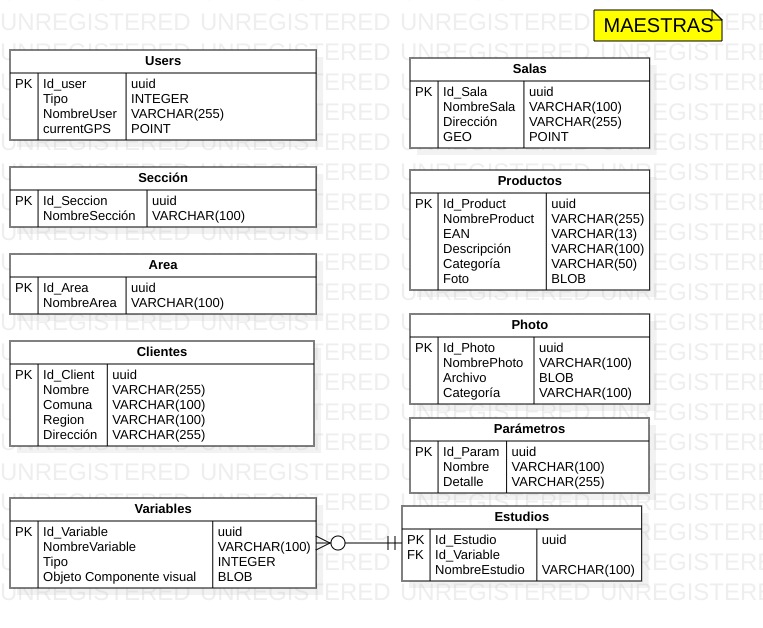 MAESTRAS
Users
PK Id_user uuid
Tipo INTEGER
NombreUser VARCHAR(255)
currentGPS POINT
Sección
PK Id_Seccion uuid
NombreSección VARCHAR(100)
Area
PK Id_Area uuid
NombreArea VARCHAR(100)
Clientes
PK Id_Client uuid
Nombre VARCHAR(255)
Comuna VARCHAR(100)
Region VARCHAR(100)
Dirección VARCHAR(255)
Variables
PK Id_Variable uuid
NombreVariable VARCHAR(100)
Tipo INTEGER
Objeto Componente visual BLOB
Salas
PK Id_Sala uuid
NombreSala VARCHAR(100)
Dirección VARCHAR(255)
GEO POINT
Productos
PK Id_Product uuid
NombreProduct VARCHAR(255)
EAN VARCHAR(13)
Descripción VARCHAR(100)
Categoría VARCHAR(50)
Foto BLOB
Photo
PK Id_Photo uuid
NombrePhoto VARCHAR(100)
Archivo BLOB
Categoría VARCHAR(100)
Parámetros
PK Id_Param uuid
Nombre VARCHAR(100)
Detalle VARCHAR(255)
Estudios
PK Id_Estudio uuid
FK Id_Variable
NombreEstudio VARCHAR(100)
UNREGISTERED